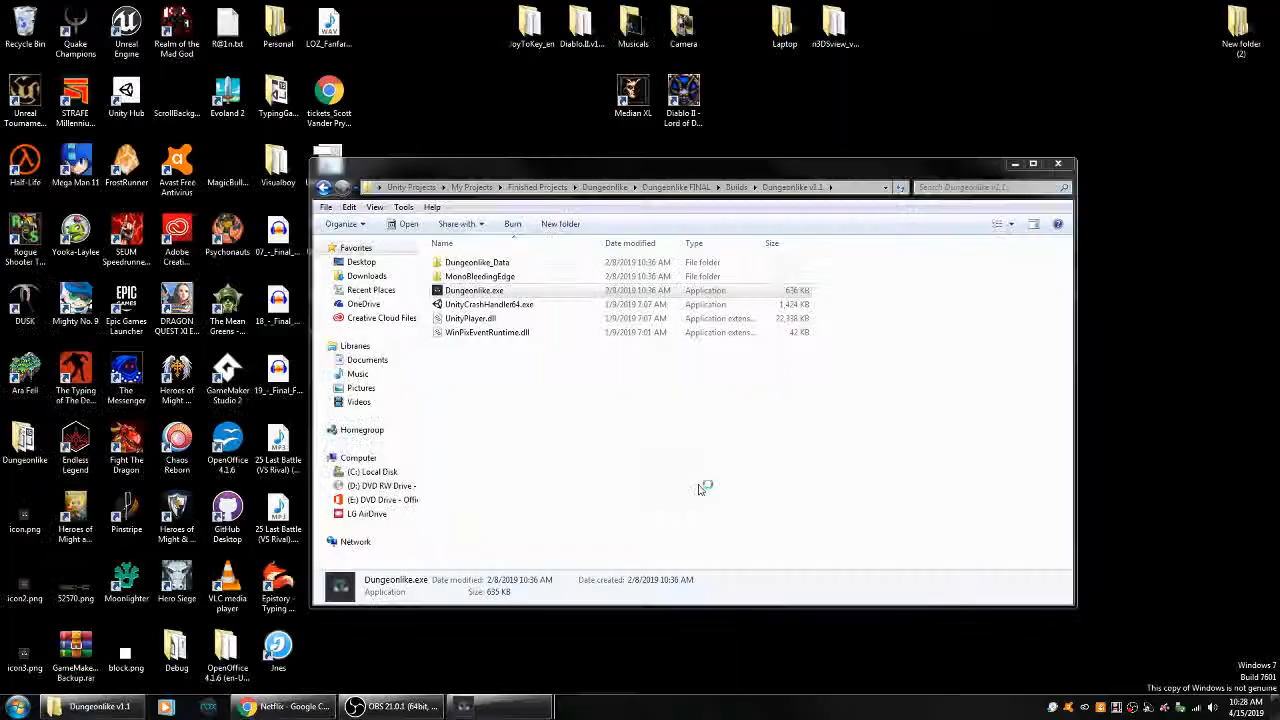 Recycle Bin
Quake Champions
Unreal Engine
Realm of the Mad God
R@1n.txt
Personal
LOZ_Fanfar...
JoyToKey_en
Diablo.II.v1...
Musicals
Camera
Laptop
n3DSview_v...
New folder (2)
Unreal Tourname...
STRAFE Millenniu...
Unity Hub
ScrollBackg...
Evoland 2
TypingGa...
tickets_Scott Vander Pry...
Median XL
Diablo II - Lord of D...
Half-Life
Mega Man 11
FrostRunner
Avast Free Antivirus
MagicBull...
Visualboy
Rogue Shooter T...
Yooka-Laylee
SEUM Speedrunne...
Adobe Creati...
Psychonauts
07_-_Final_...
DUSK
Mighty No. 9
Epic Games Launcher
DRAGON QUEST XI E...
The Mean Greens -...
18_-_Final_...
Ara Fell
The Typing of The De...
The Messenger
Heroes of Might ...
GameMaker Studio 2
19_-_Final_F...
Dungeonlike
Endless Legend
Fight The Dragon
Chaos Reborn
OpenOffice 4.1.6
25 Last Battle (VS Rival) (...
icon.png
Heroes of Might a...
Pinstripe
Heroes of Might & ...
GitHub Desktop
25 Last Battle (VS Rival)....
icon2.png
52570.png
Moonlighter
Hero Siege
VLC media player
Epistory - Typing ...
icon3.png
GameMake... Backup.rar
block.png
Debug
OpenOffice 4.1.6 (en-U...
Jnes
Unity Projects
My Projects
Finished Projects
Dungeonlike
Dungeonlike FINAL
Builds
Dungeonlike v1.1
Search Dungeonlike v1.1
File Edit View Tools Help
Organize Open Share with Burn New folder
Name Date modified Type Size
Dungeonlike_Data 2/8/2019 10:36 AM File folder
MonoBleedingEdge 2/8/2019 10:36 AM File folder
Dungeonlike.exe 2/8/2019 10:36 AM Application 636 KB
UnityCrashHandler64.exe 1/9/2019 7:07 AM Application 1,424 KB
UnityPlayer.dll 1/9/2019 7:07 AM Application extens... 22,338 KB
WinPixEventRuntime.dll 1/9/2019 7:01 AM Application extens... 42 KB
Favorites
Desktop
Downloads
Recent Places
OneDrive
Creative Cloud Files
Libraries
Documents
Music
Pictures
Videos
Homegroup
Computer
(C:) Local Disk
(D:) DVD RW Drive -
(E:) DVD Drive - Offi
LG AirDrive
Network
Dungeonlike.exe Date modified: 2/8/2019 10:36 AM Date created: 2/8/2019 10:36 AM
Application Size: 635 KB
Windows 7
Build 7601
This copy of Windows is not genuine
Dungeonlike v1.1
Netflix - Google C...
OBS 21.0.1 (64bit, ...
10:28 AM
4/15/2019